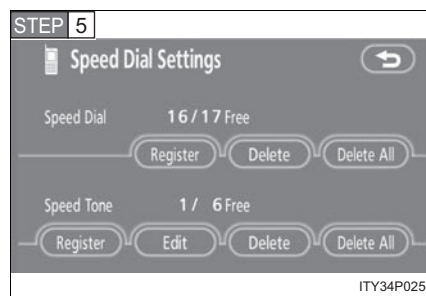 STEP 5
Speed Dial Settings
Speed Dial 16/17 Free
Register Delete Delete All
Speed Tone 1/ 6 Free
Register Edit Delete Delete All
ITY34P025